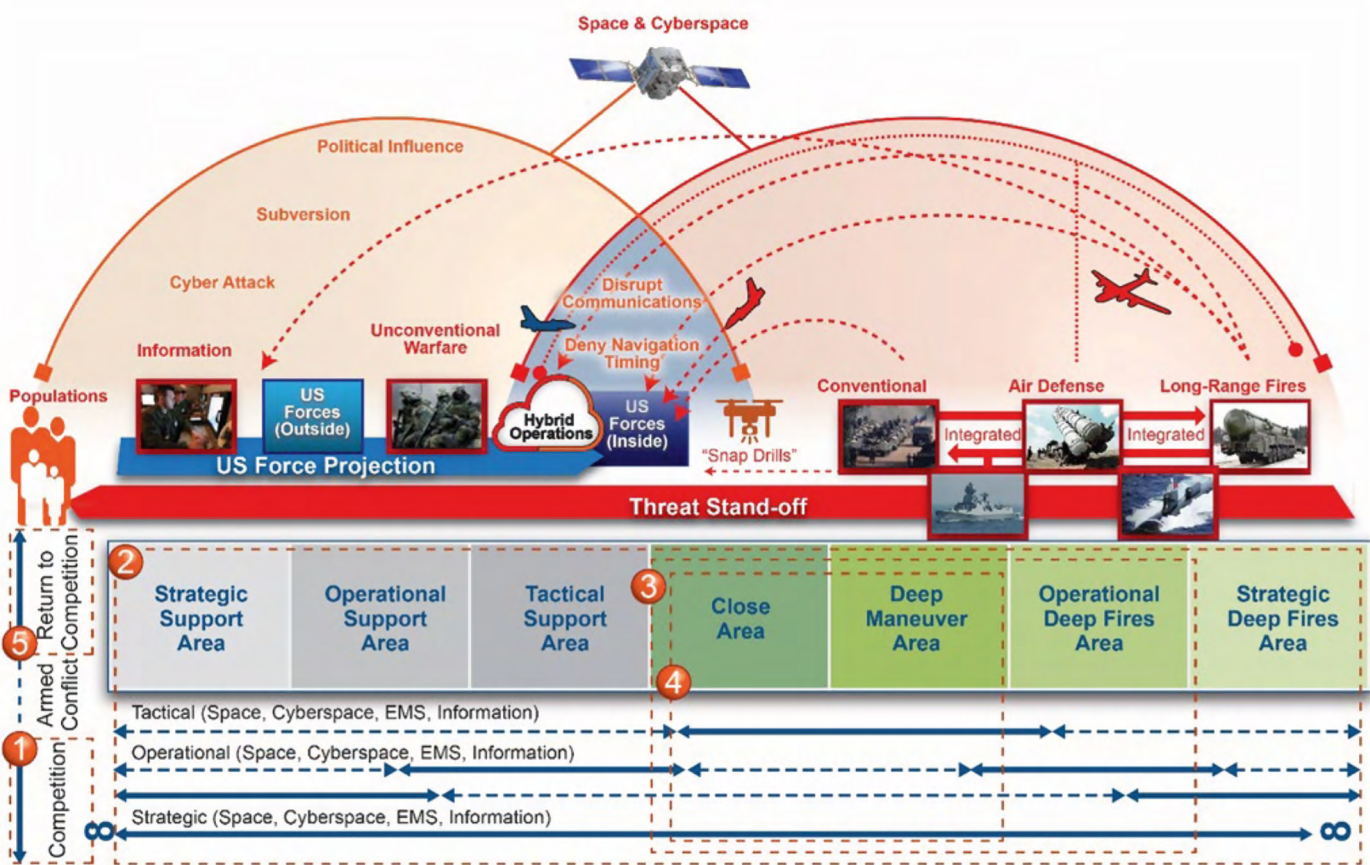 Space & Cyberspace
Political Influence
Subversion
Cyber Attack
Disrupt
Communications
Unconventional
Warfare
Information
Deny Navigation
Timing
Populations
US
Forces
(Outside)
Hybrid
Operations
US
Forces
(Inside)
Conventional
Air Defense
Long-Range Fires
Integrated
Integrated
"Snap Drills"
US Force Projection
Threat Stand-off
Return to
Competition
5
Armed
Conflict
1
Competition
2
Strategic
Support
Area
Operational
Support
Area
Tactical
Support
Area
3
Close
Area
4
Deep
Maneuver
Area
Operational
Deep Fires
Area
Strategic
Deep Fires
Area
Tactical (Space, Cyberspace, EMS, Information)
Operational (Space, Cyberspace, EMS, Information)
Strategic (Space, Cyberspace, EMS, Information)
∞
∞